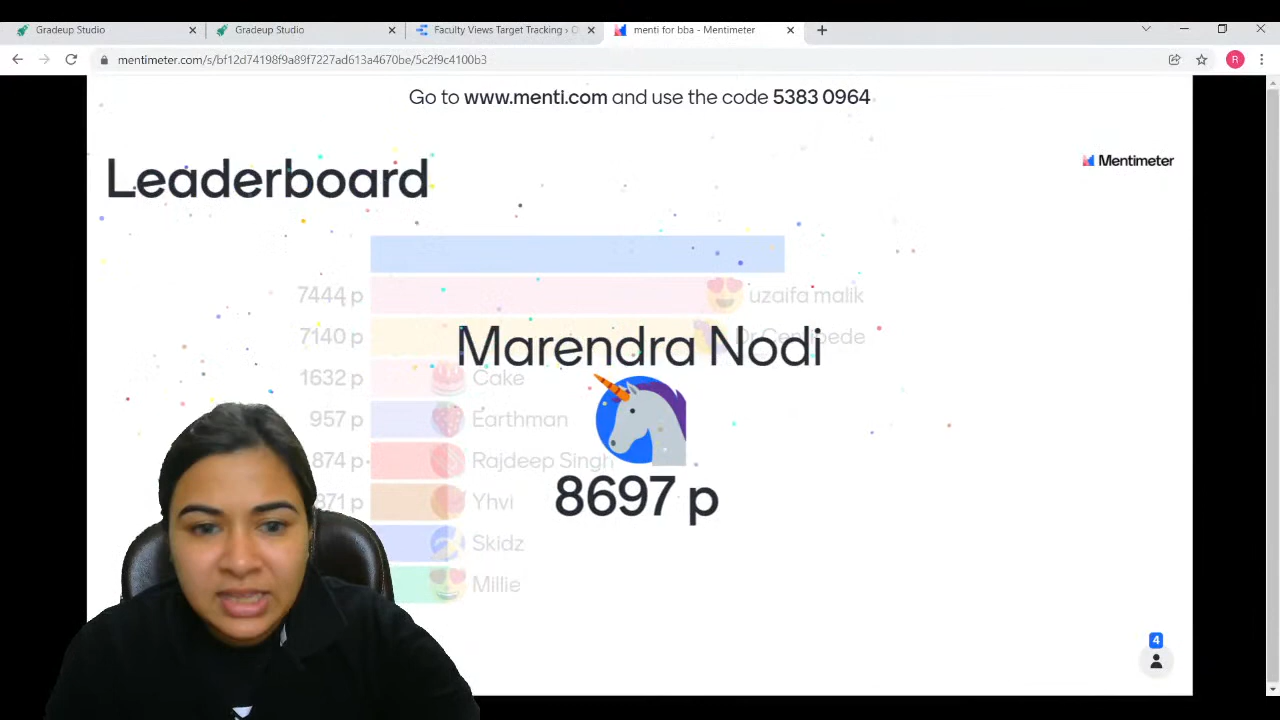 Gradeup Studio
Gradeup Studio
Faculty Views Target Tracking
menti for bba - Mentimeter
mentimeter.com/s/bf12d74198f9a89f7227ad613a4670be/5c2f9c4100b3
R
Go to www.menti.com and use the code 5383 0964
Mentimeter
Leaderboard
7444 p uzaifa malik
7140 p
Marendra Nodi
1632 p Cake
957 p Earthman
874 p Rajdeep Singh
871 p Yhvi
8697 p
Skidz
Millie
4